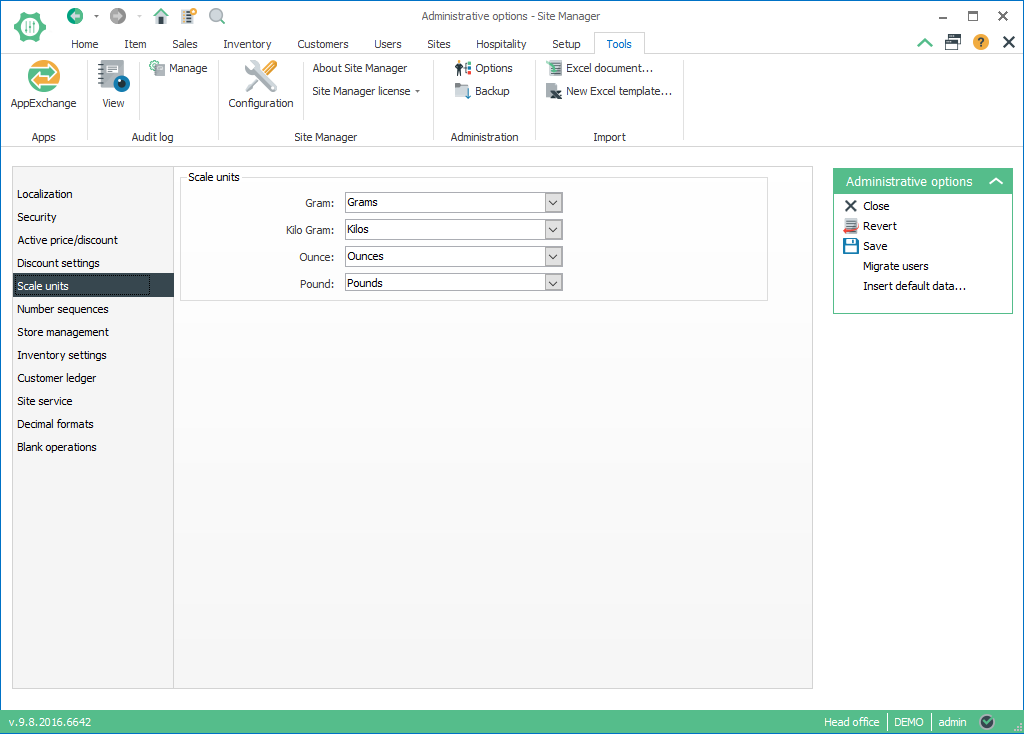 Administrative options - Site Manager
Home Item Sales Inventory Customers Users Sites Hospitality Setup Tools
AppExchange
Apps
View
Manage
Audit log
Configuration
About Site Manager
Site Manager license
Site Manager
Options
Backup
Administration
Excel document...
New Excel template...
Import
Localization
Security
Active price/discount
Discount settings
Scale units
Number sequences
Store management
Inventory settings
Customer ledger
Site service
Decimal formats
Blank operations
Scale units
Gram: Grams
Kilo Gram: Kilos
Ounce: Ounces
Pound: Pounds
Administrative options
Close
Revert
Save
Migrate users
Insert default data...
v.9.8.2016.6642
Head office DEMO admin